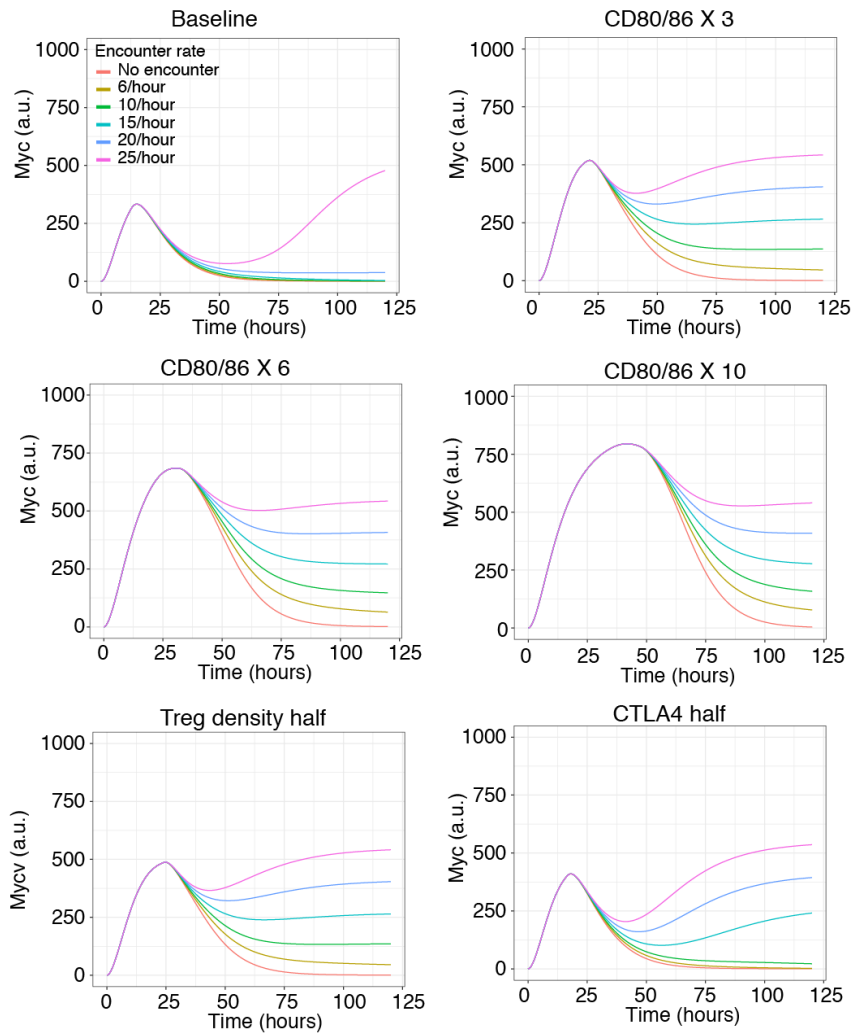 Baseline
1000
750
500
250
0
Myc (a.u.)
Encounter rate
No encounter
6/hour
10/hour
15/hour
20/hour
25/hour
0 25 50 75 100 125
Time (hours)
CD80/86 X 3
1000
750
500
250
0
Myc (a.u.)
0 25 50 75 100 125
Time (hours)
CD80/86 X 6
1000
750
500
250
0
Myc (a.u.)
0 25 50 75 100 125
Time (hours)
CD80/86 X 10
1000
750
500
250
0
Myc (a.u.)
0 25 50 75 100 125
Time (hours)
Treg density half
1000
750
500
250
0
Mycv (a.u.)
0 25 50 75 100 125
Time (hours)
CTLA4 half
1000
750
500
250
0
Myc (a.u.)
0 25 50 75 100 125
Time (hours)